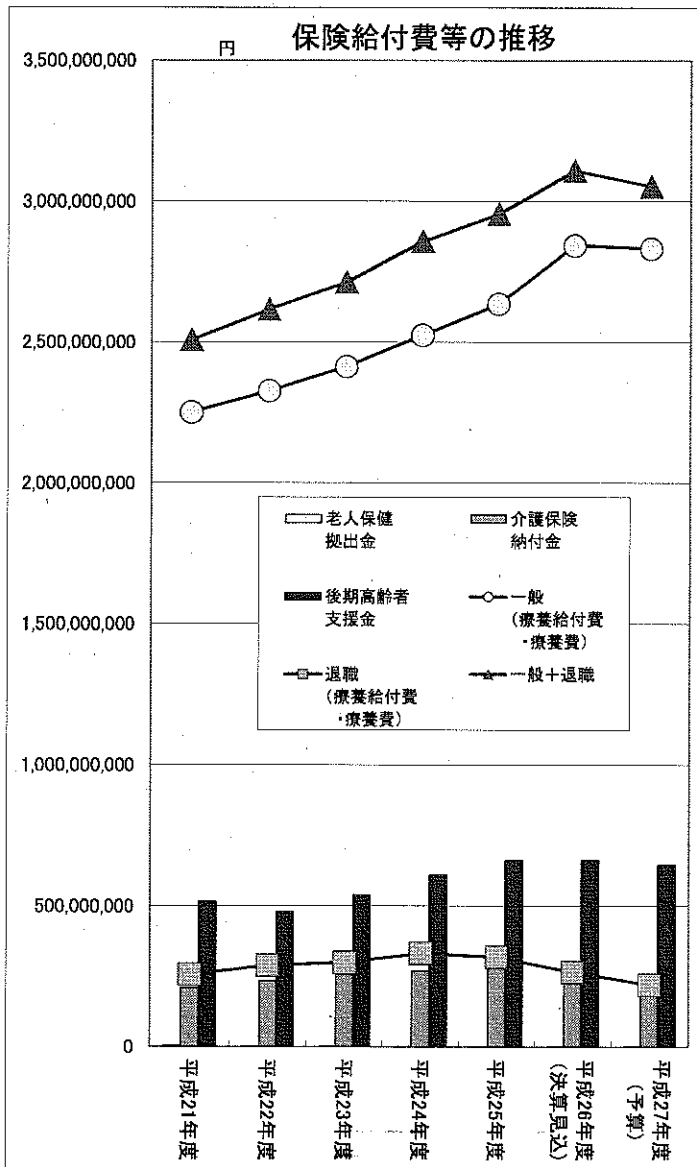 保険給付費等の推移
円
3,500,000,000
3,000,000,000
2,500,000,000
2,000,000,000
1,500,000,000
1,000,000,000
500,000,000
0
老人保健
拠出金
介護保険
納付金
後期高齢者
支援金
一般
(療養給付費
・療養費)
退職
(療養給付費
・療養費)
一般+退職
平成21年度
平成22年度
平成23年度
平成24年度
平成25年度
平成26年度
(決算見込)
平成27年度
(予算)